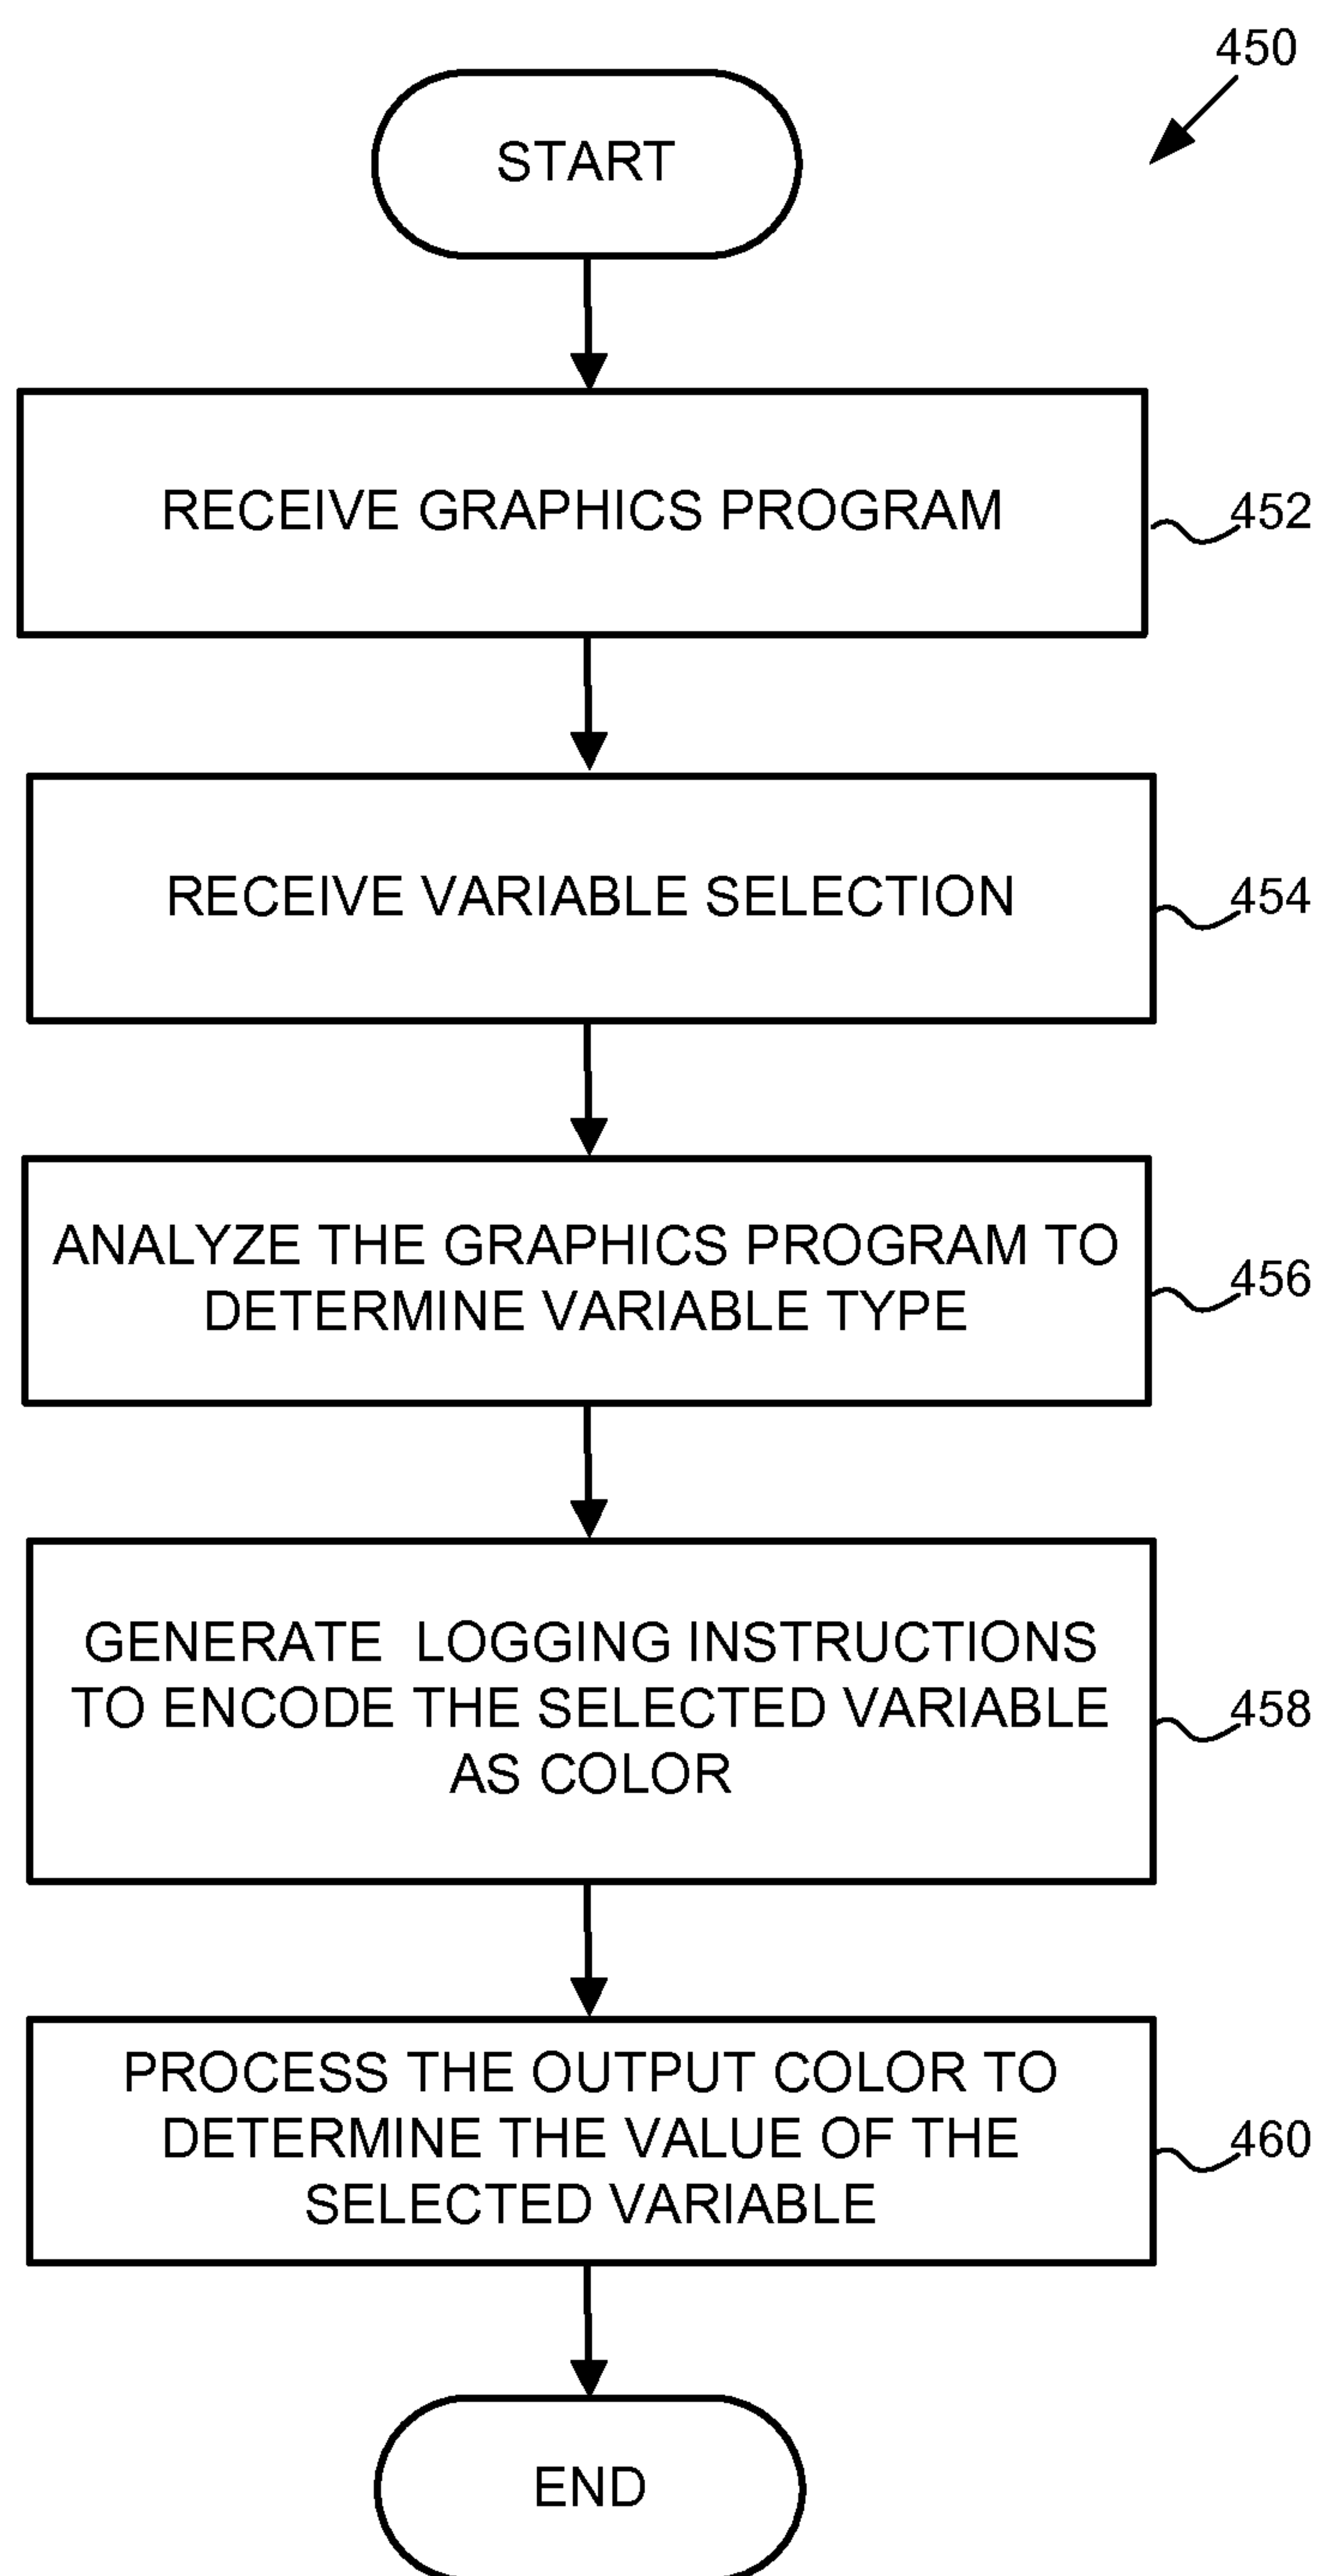 450
START
RECEIVE GRAPHICS PROGRAM
452
RECEIVE VARIABLE SELECTION
454
ANALYZE THE GRAPHICS PROGRAM TO
DETERMINE VARIABLE TYPE
456
GENERATE LOGGING INSTRUCTIONS
TO ENCODE THE SELECTED VARIABLE
AS COLOR
458
PROCESS THE OUTPUT COLOR TO
DETERMINE THE VALUE OF THE
SELECTED VARIABLE
460
END